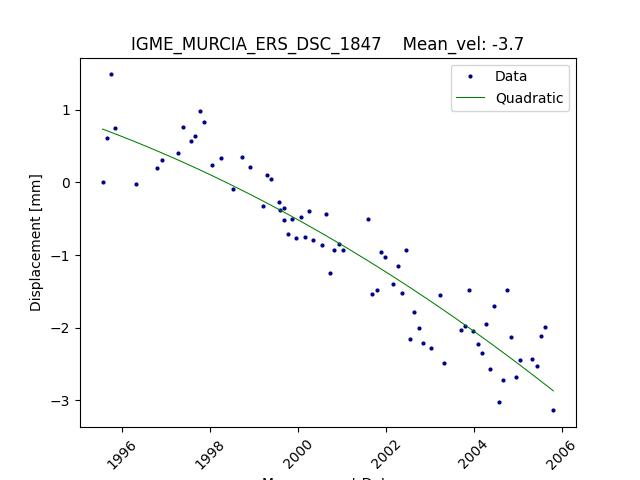 IGME_MURCIA_ERS_DSC_1847    Mean_vel: -3.7
Data
Quadratic
Displacement [mm]
1
0
−1
−2
−3
1996
1998
2000
2002
2004
2006